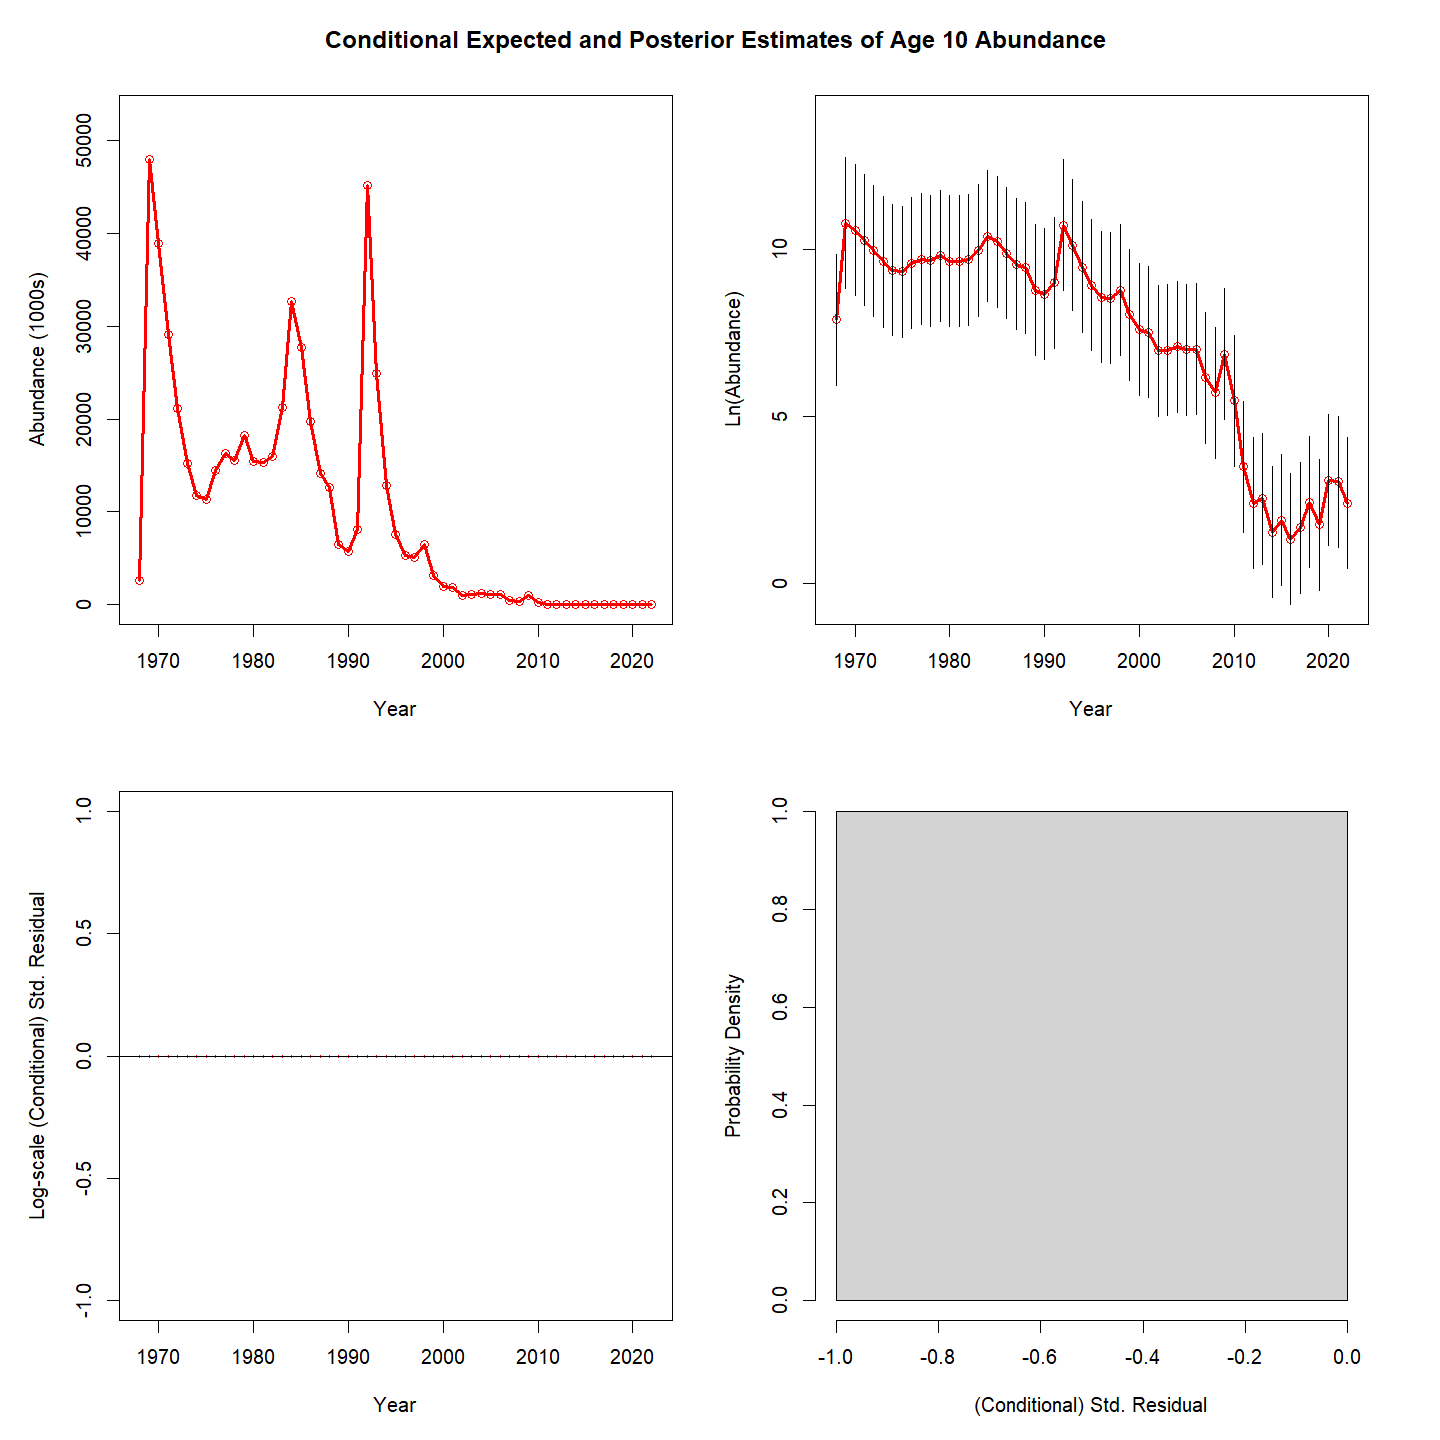 Conditional Expected and Posterior Estimates of Age 10 Abundance
Abundance (1000s)
50000
40000
30000
20000
10000
0
1970 1980 1990 2000 2010 2020
Year
Ln(Abundance)
10
5
0
1970 1980 1990 2000 2010 2020
Year
Log-scale (Conditional) Std. Residual
1.0
0.5
0.0
-0.5
-1.0
1970 1980 1990 2000 2010 2020
Year
Probability Density
1.0
0.8
0.6
0.4
0.2
0.0
-1.0 -0.8 -0.6 -0.4 -0.2 0.0
(Conditional) Std. Residual